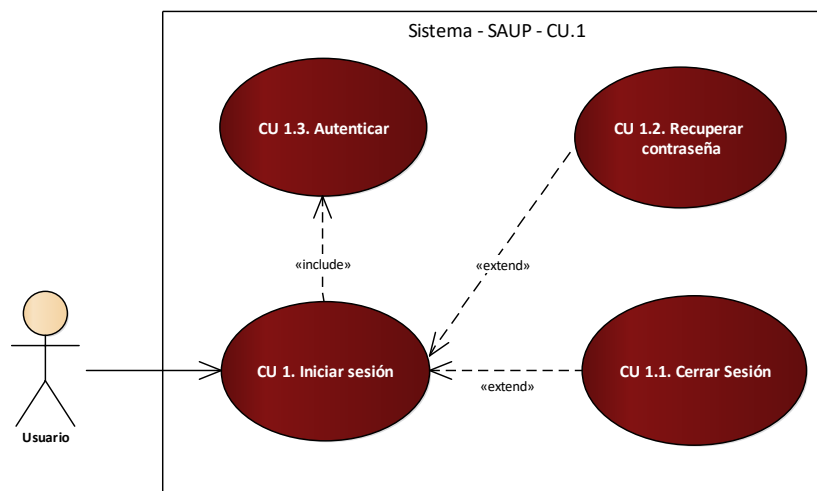 Sistema - SAUP - CU.1
CU 1.3. Autenticar
CU 1.2. Recuperar
contraseña
«include»
«extend»
CU 1. Iniciar sesión
CU 1.1. Cerrar Sesión
«extend»
Usuario